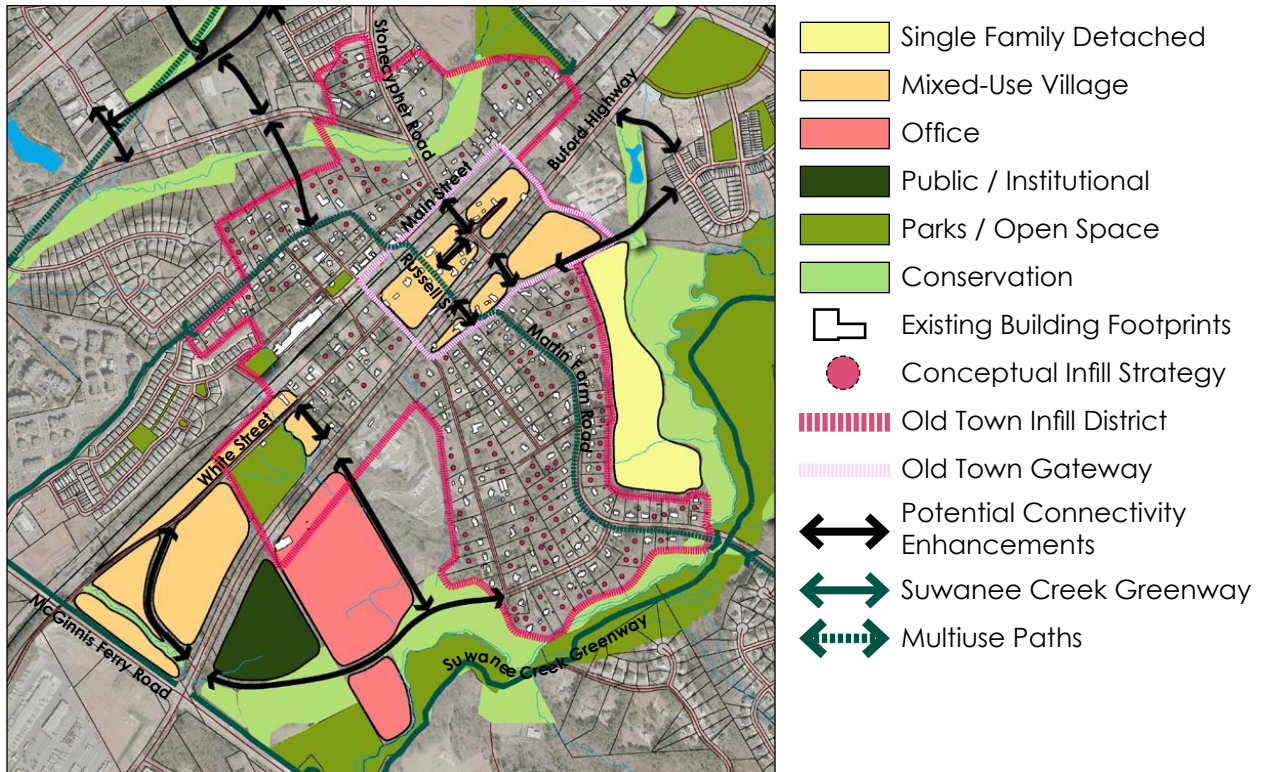 Stonecypher Road
Buford Highway
Main Street
Russell St.
Martin Farm Road
White Street
McGinnis Ferry Road
Suwanee Creek Greenway
Single Family Detached
Mixed-Use Village
Office
Public / Institutional
Parks / Open Space
Conservation
Existing Building Footprints
Conceptual Infill Strategy
Old Town Infill District
Old Town Gateway
Potential Connectivity
Enhancements
Suwanee Creek Greenway
Multiuse Paths